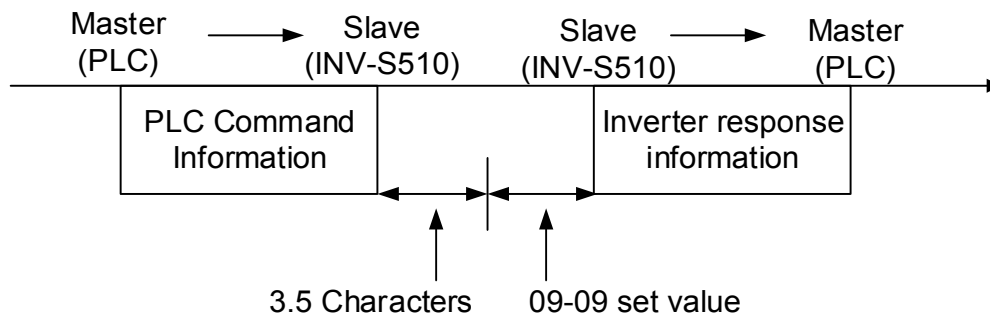 Master
(PLC)
Slave
(INV-S510)
Slave
(INV-S510)
Master
(PLC)
PLC Command
Information
Inverter response
information
3.5 Characters
09-09 set value